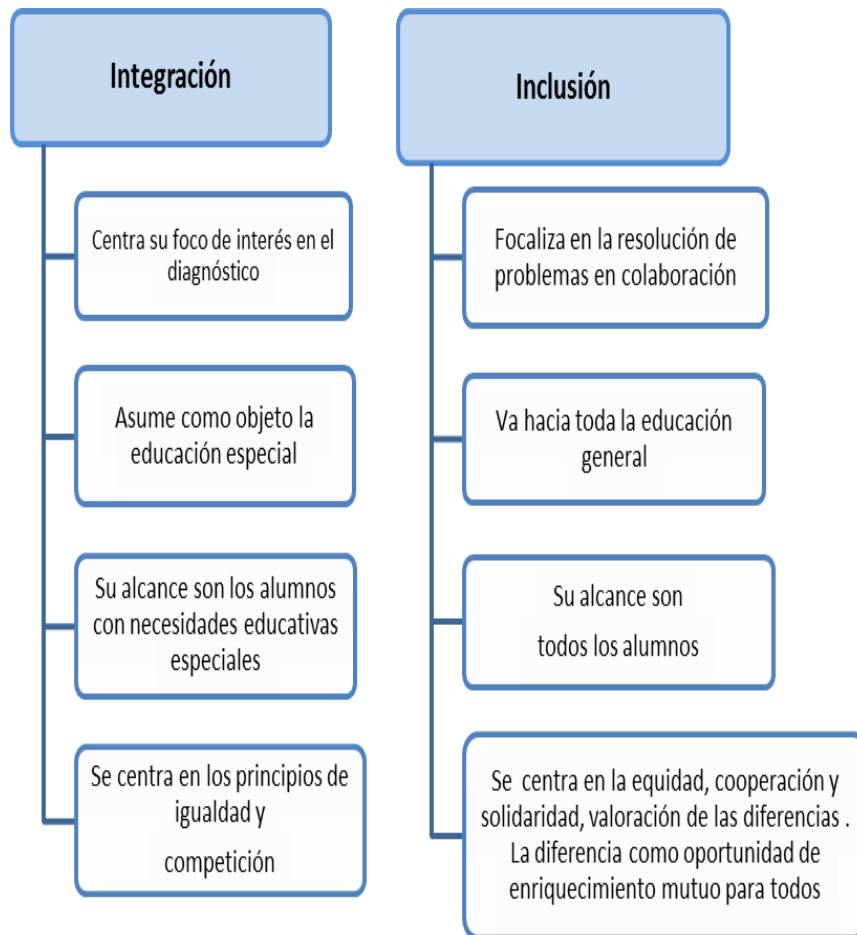 Integración
Centra su foco de interés en el
diagnóstico
Asume como objeto la
educación especial
Su alcance son los alumnos
con necesidades educativas
especiales
Se centra en los principios de
igualdad y
competición
Inclusión
Focaliza en la resolución de
problemas en colaboración
Va hacia toda la educación
general
Su alcance son
todos los alumnos
Se centra en la equidad, cooperación y
solidaridad, valoración de las diferencias .
La diferencia como oportunidad de
enriquecimiento mutuo para todos